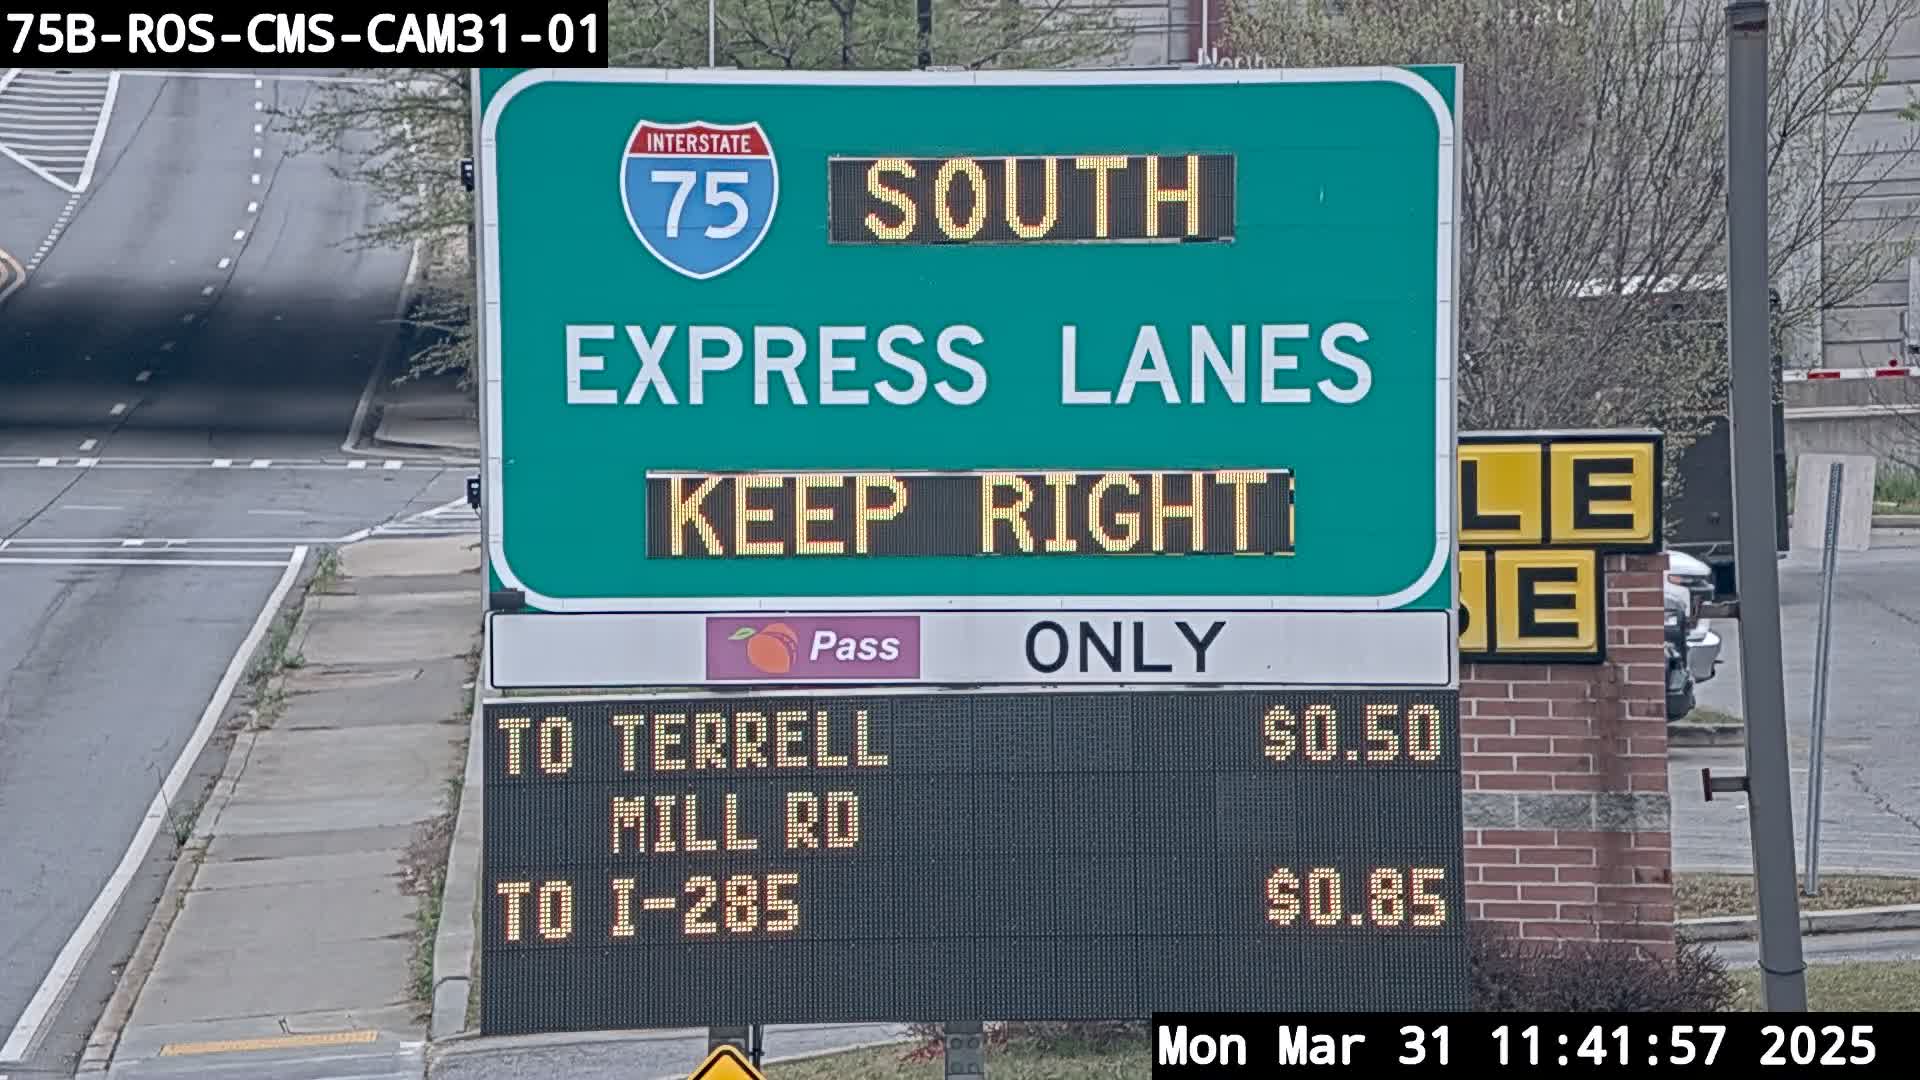 75B-ROS-CMS-CAM31-01
INTERSTATE
75
SOUTH
EXPRESS LANES
KEEP RIGHT
Pass ONLY
TO TERRELL $0.50
MILL RD
TO I-285 $0.85
LE
E
Mon Mar 31 11:41:57 2025